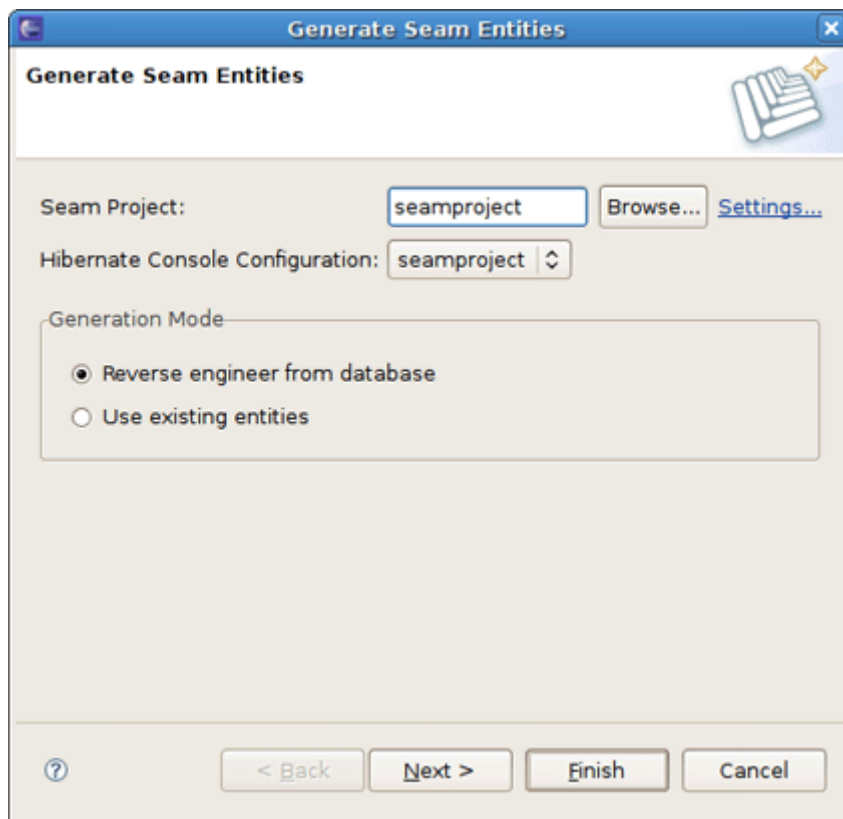 Generate Seam Entities
Generate Seam Entities
Seam Project: seamproject Browse... Settings...
Hibernate Console Configuration: seamproject
Generation Mode
Reverse engineer from database
Use existing entities
< Back Next > Finish Cancel